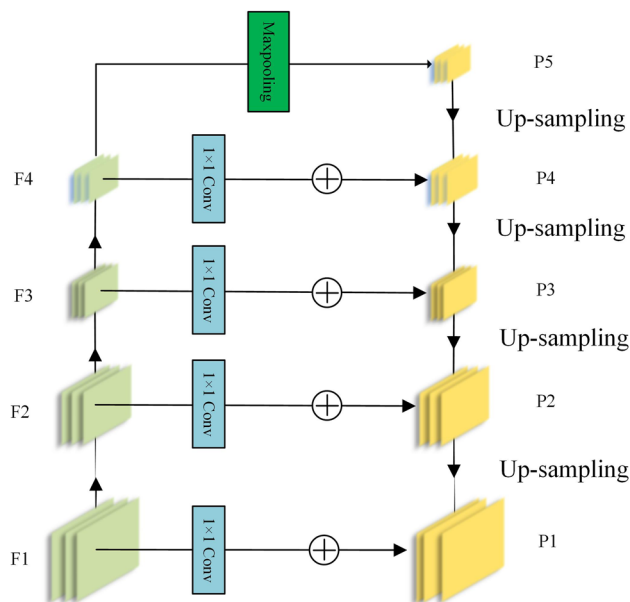 Maxpooling
P5
Up-sampling
F4
1×1 Conv
P4
Up-sampling
F3
1×1 Conv
P3
Up-sampling
F2
1×1 Conv
P2
Up-sampling
F1
1×1 Conv
P1